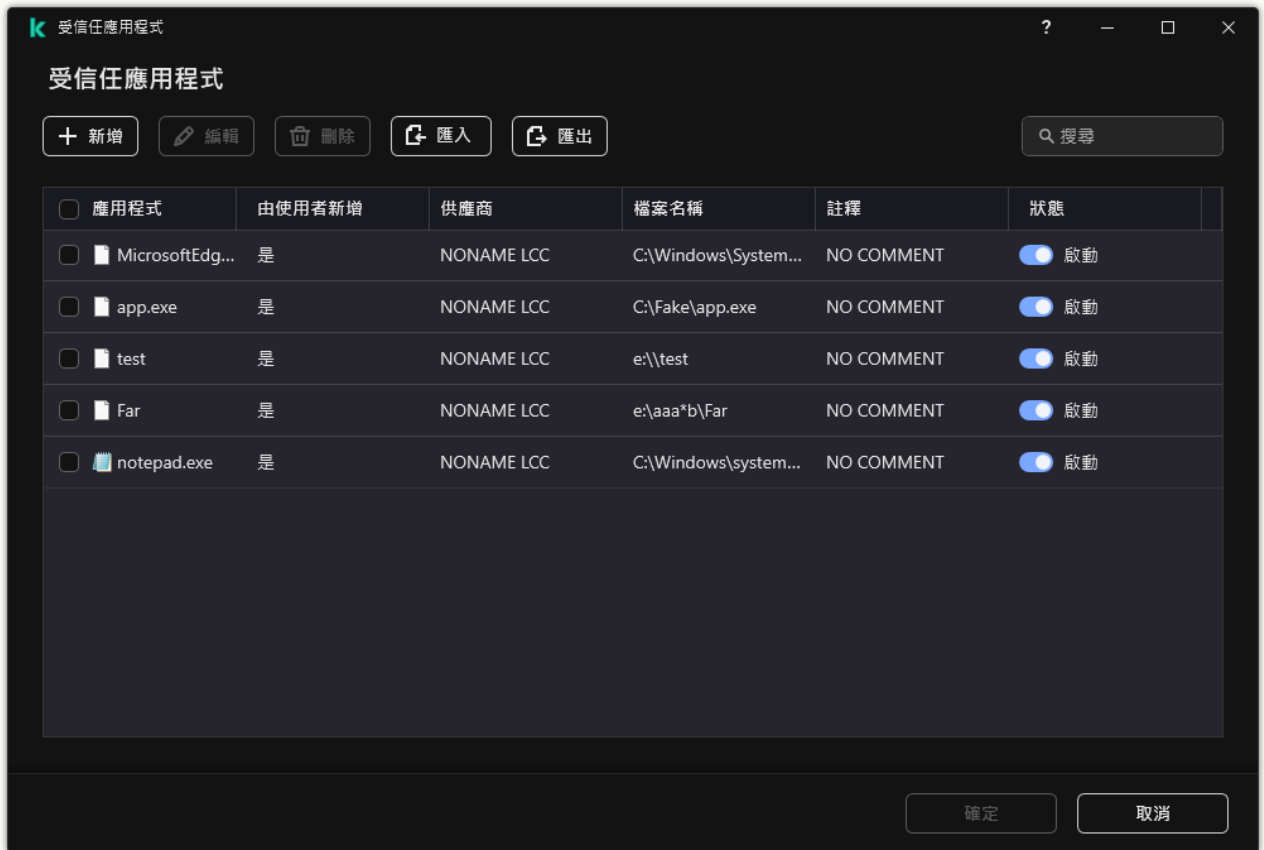 受信任應用程式
?
受信任應用程式
新增 編輯 刪除 匯入 匯出 搜尋
應用程式 由使用者新增 供應商 檔案名稱 註釋 狀態
MicrosoftEdg... 是 NONAME LCC C:\Windows\System... NO COMMENT 啟動
app.exe 是 NONAME LCC C:\Fake\app.exe NO COMMENT 啟動
test 是 NONAME LCC e:\\test NO COMMENT 啟動
Far 是 NONAME LCC e:\aaa*b\Far NO COMMENT 啟動
notepad.exe 是 NONAME LCC C:\Windows\system... NO COMMENT 啟動
確定 取消